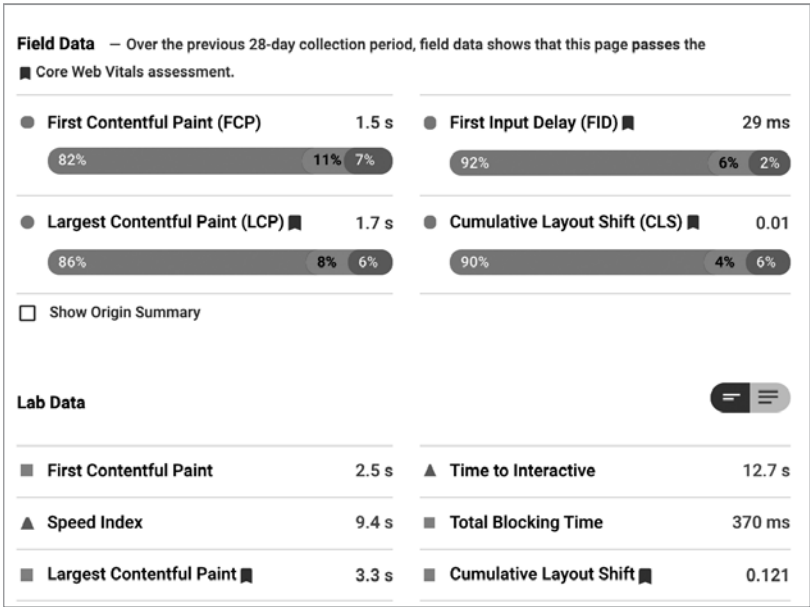 Field Data — Over the previous 28-day collection period, field data shows that this page passes the
Core Web Vitals assessment.
First Contentful Paint (FCP) 1.5 s
82% 11% 7%
First Input Delay (FID) 29 ms
92% 6% 2%
Largest Contentful Paint (LCP) 1.7 s
86% 8% 6%
Cumulative Layout Shift (CLS) 0.01
90% 4% 6%
Show Origin Summary
Lab Data
First Contentful Paint 2.5 s
Time to Interactive 12.7 s
Speed Index 9.4 s
Total Blocking Time 370 ms
Largest Contentful Paint 3.3 s
Cumulative Layout Shift 0.121